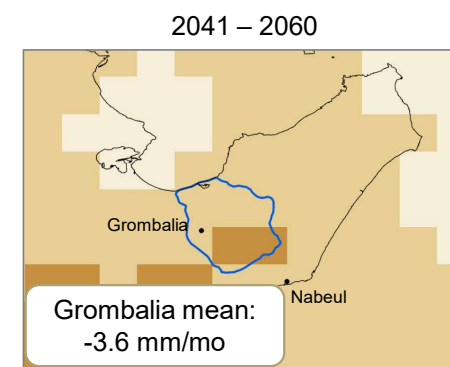 2041 – 2060
Grombalia
Nabeul
Grombalia mean:
-3.6 mm/mo